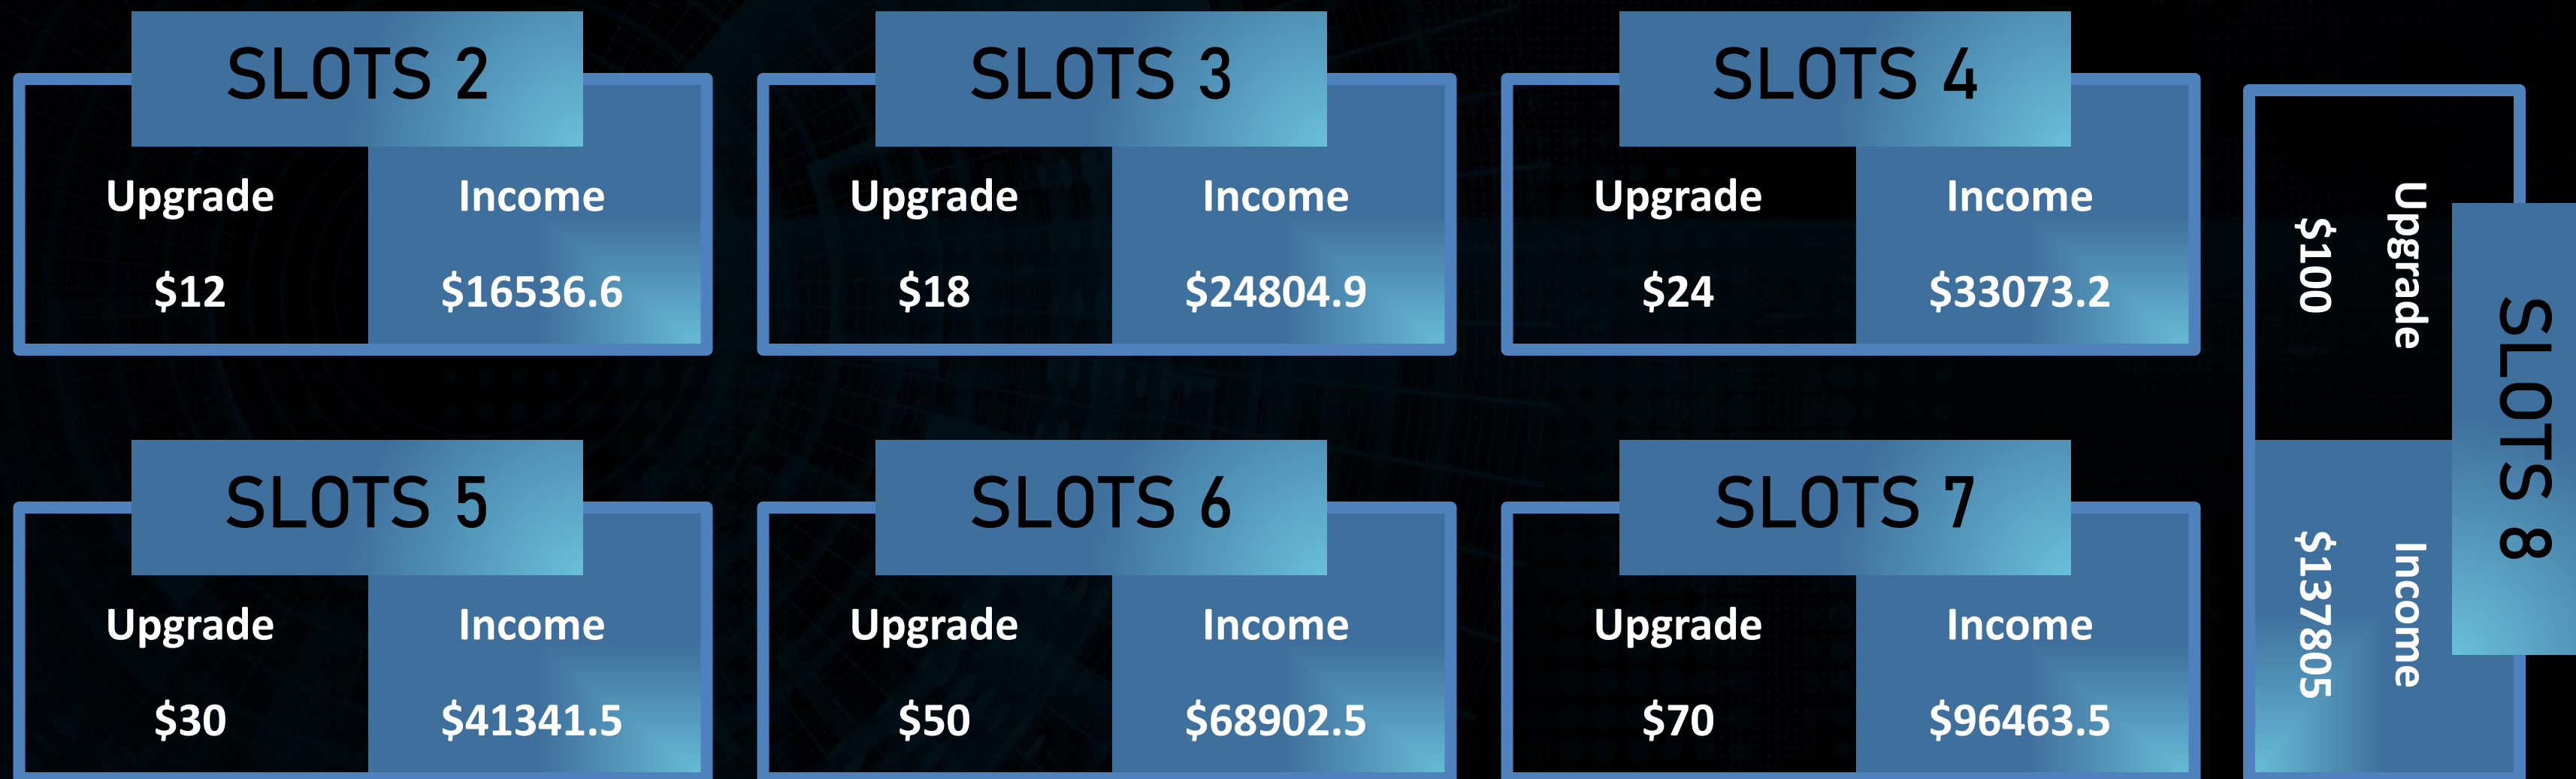 SLOTS 2
Upgrade
$12
Income
$16536.6
SLOTS 3
Upgrade
$18
Income
$24804.9
SLOTS 4
Upgrade
$24
Income
$33073.2
SLOTS 5
Upgrade
$30
Income
$41341.5
SLOTS 6
Upgrade
$50
Income
$68902.5
SLOTS 7
Upgrade
$70
Income
$96463.5
SLOTS 8
Upgrade
$100
Income
$137805